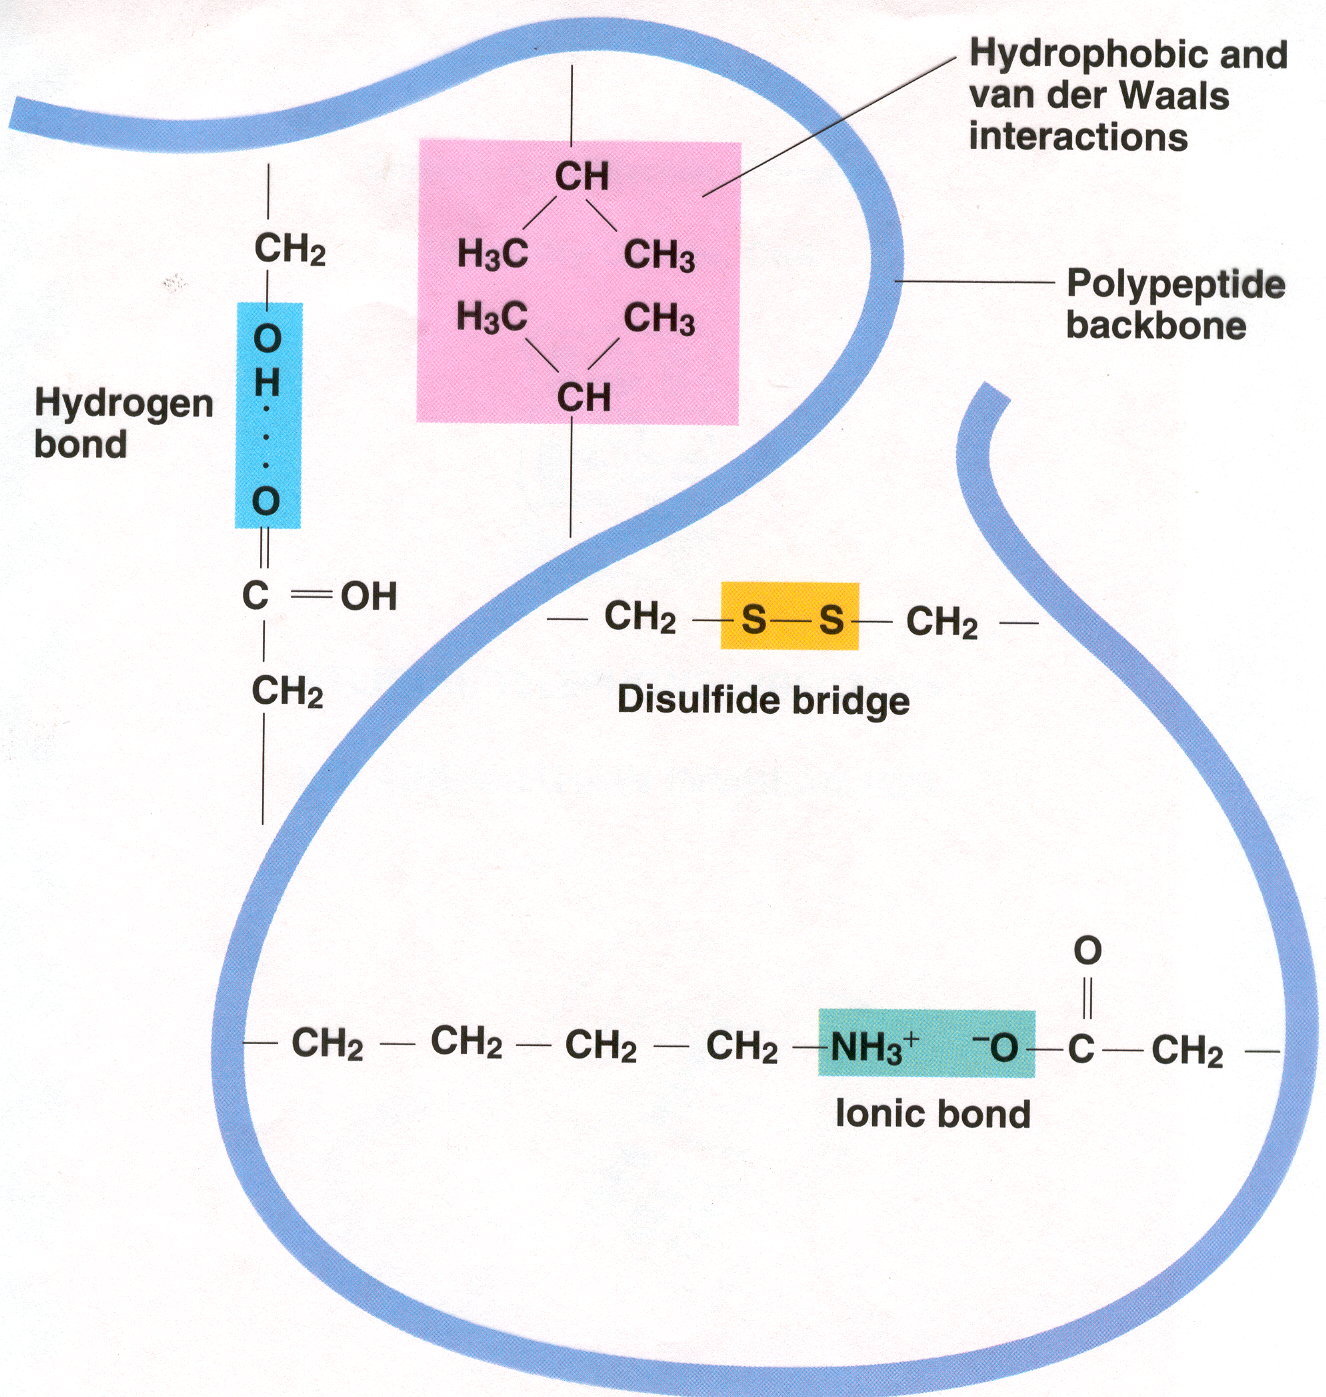 Hydrophobic and
van der Waals
interactions
CH
H₃C CH₃
H₃C CH₃
CH
CH₂
O
H
O
C OH
CH₂
Hydrogen
bond
Polypeptide
backbone
CH₂ S S CH₂
Disulfide bridge
O
CH₂ CH₂ CH₂ CH₂ NH₃⁺ ⁻O C CH₂
Ionic bond